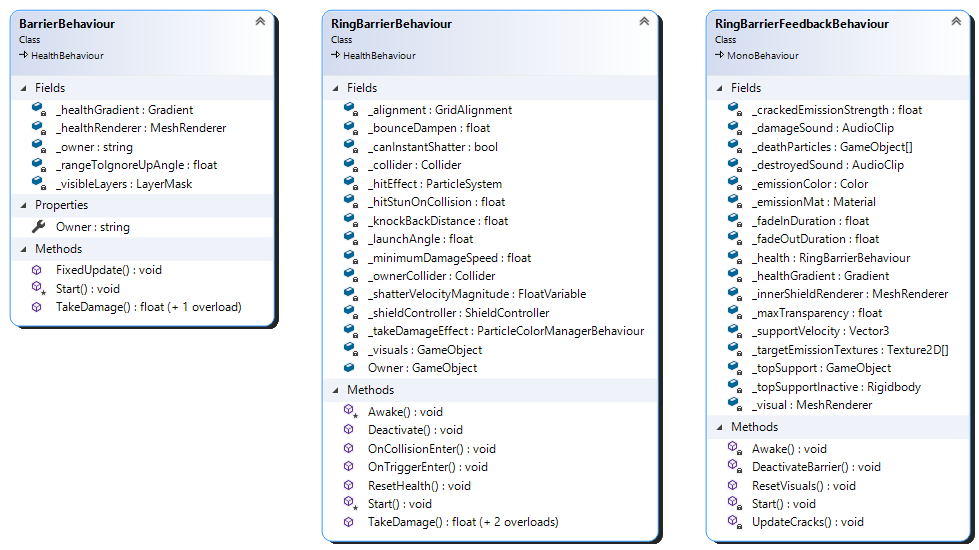 BarrierBehaviour
Class
HealthBehaviour
Fields
_healthGradient : Gradient
_healthRenderer : MeshRenderer
_owner : string
_rangeToIgnoreUpAngle : float
_visibleLayers : LayerMask
Properties
Owner : string
Methods
FixedUpdate() : void
Start() : void
TakeDamage() : float (+ 1 overload)
RingBarrierBehaviour
Class
HealthBehaviour
Fields
_alignment : GridAlignment
_bounceDampen : float
_canInstantShatter : bool
_collider : Collider
_hitEffect : ParticleSystem
_hitStunOnCollision : float
_knockBackDistance : float
_launchAngle : float
_minimumDamageSpeed : float
_ownerCollider : Collider
_shatterVelocityMagnitude : FloatVariable
_shieldController : ShieldController
_takeDamageEffect : ParticleColorManagerBehaviour
_visuals : GameObject
Owner : GameObject
Methods
Awake() : void
Deactivate() : void
OnCollisionEnter() : void
OnTriggerEnter() : void
ResetHealth() : void
Start() : void
TakeDamage() : float (+ 2 overloads)
RingBarrierFeedbackBehaviour
Class
MonoBehaviour
Fields
_crackedEmissionStrength : float
_damageSound : AudioClip
_deathParticles : GameObject[]
_destroyedSound : AudioClip
_emissionColor : Color
_emissionMat : Material
_fadeInDuration : float
_fadeOutDuration : float
_health : RingBarrierBehaviour
_healthGradient : Gradient
_innerShieldRenderer : MeshRenderer
_maxTransparency : float
_supportVelocity : Vector3
_targetEmissionTextures : Texture2D[]
_topSupport : GameObject
_topSupportInactive : Rigidbody
_visual : MeshRenderer
Methods
Awake() : void
DeactivateBarrier() : void
ResetVisuals() : void
Start() : void
UpdateCracks() : void